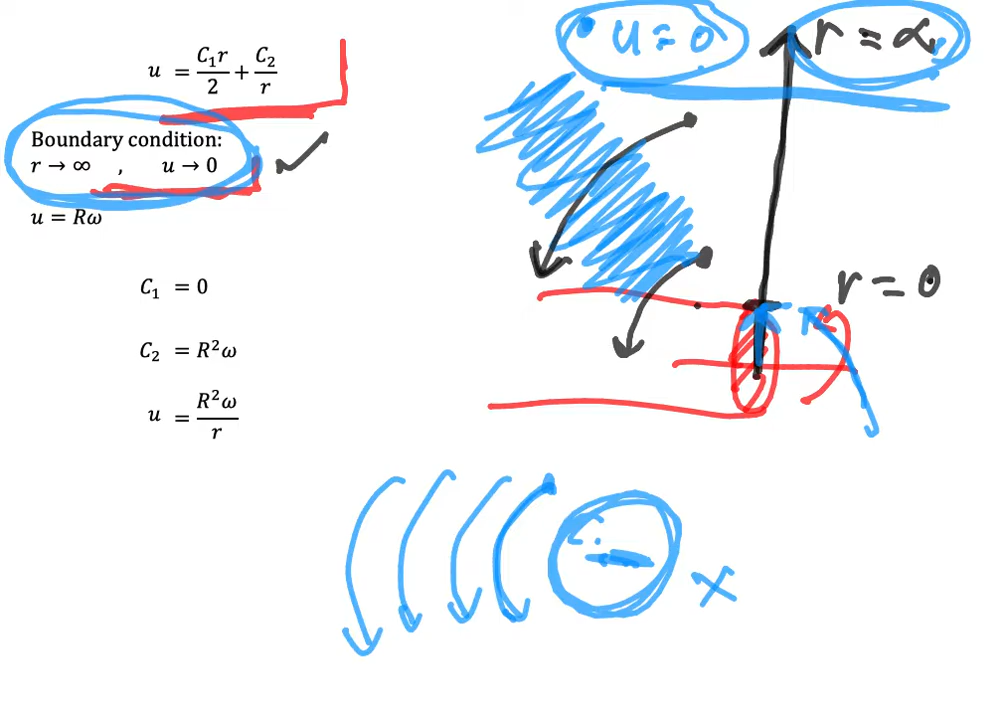 u = C₁r/2 + C₂/r
Boundary condition:
r → ∞ , u → 0
u = Rω
C₁ = 0
C₂ = R²ω
u = R²ω/r
u = 0
r = α
r = 0
x